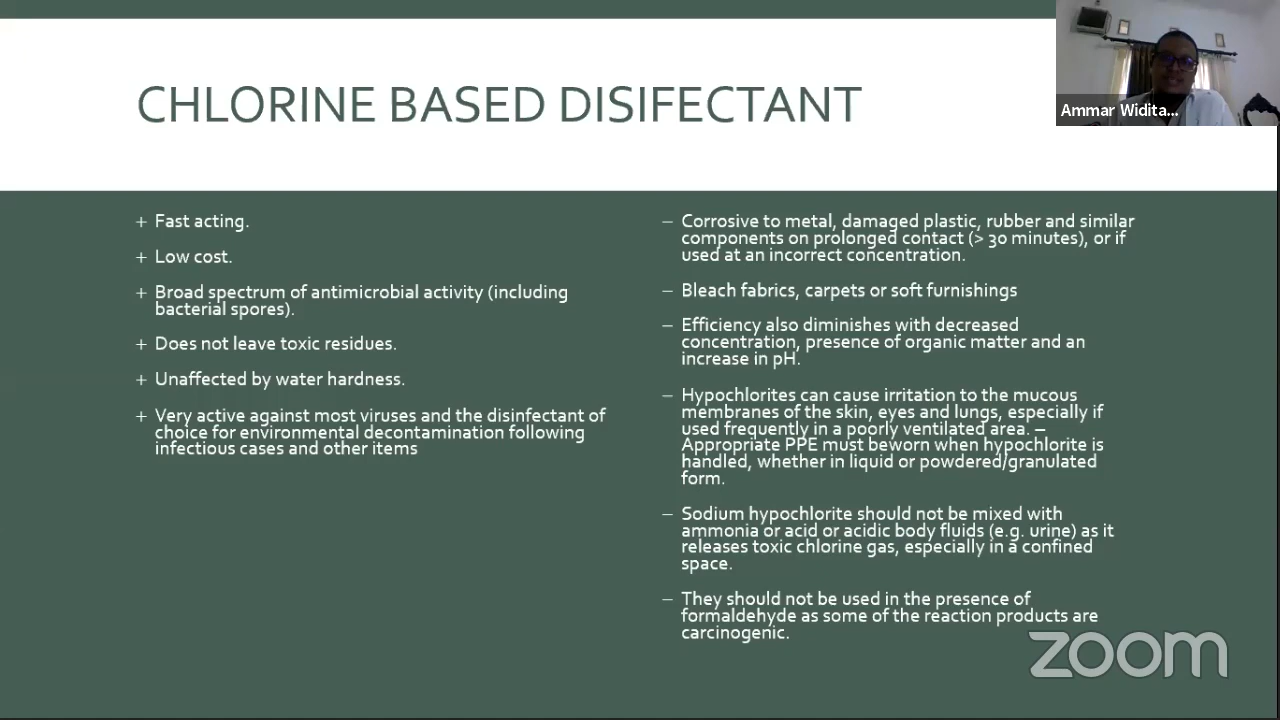 CHLORINE BASED DISIFECTANT
Ammar Widita...
+ Fast acting.
+ Low cost.
+ Broad spectrum of antimicrobial activity (including
bacterial spores).
+ Does not leave toxic residues.
+ Unaffected by water hardness.
+ Very active against most viruses and the disinfectant of
choice for environmental decontamination following
infectious cases and other items
– Corrosive to metal, damaged plastic, rubber and similar
components on prolonged contact (> 30 minutes), or if
used at an incorrect concentration.
– Bleach fabrics, carpets or soft furnishings
– Efficiency also diminishes with decreased
concentration, presence of organic matter and an
increase in pH.
– Hypochlorites can cause irritation to the mucous
membranes of the skin, eyes and lungs, especially if
used frequently in a poorly ventilated area. –
Appropriate PPE must beworn when hypochlorite is
handled, whether in liquid or powdered/granulated
form.
– Sodium hypochlorite should not be mixed with
ammonia or acid or acidic body fluids (e.g. urine) as it
releases toxic chlorine gas, especially in a confined
space.
– They should not be used in the presence of
formaldehyde as some of the reaction products are
carcinogenic.
zoom